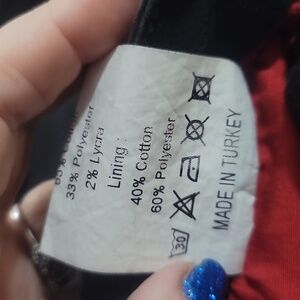 33% Polyester
2% Lycra
Lining :
40% Cotton
60% Polyester
30
MADE IN TURKEY